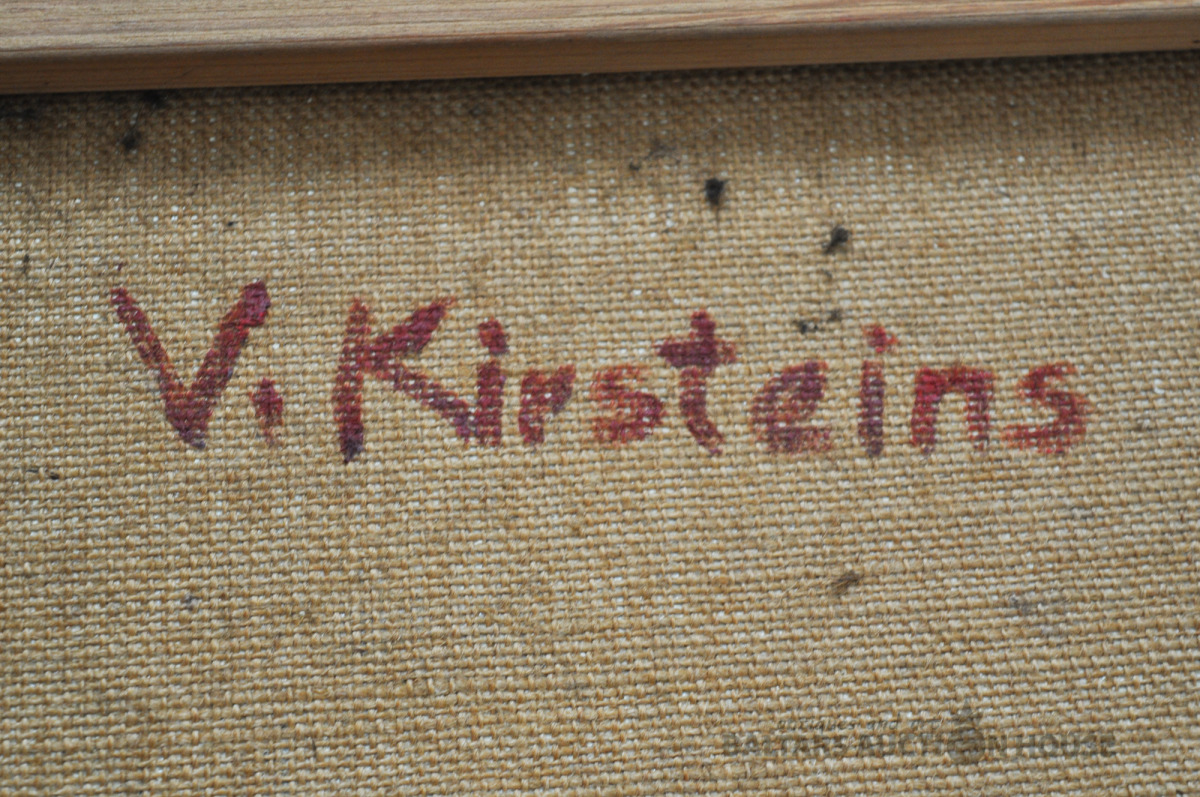 V. Kirsteins
BALTARS AUCTION HOUSE